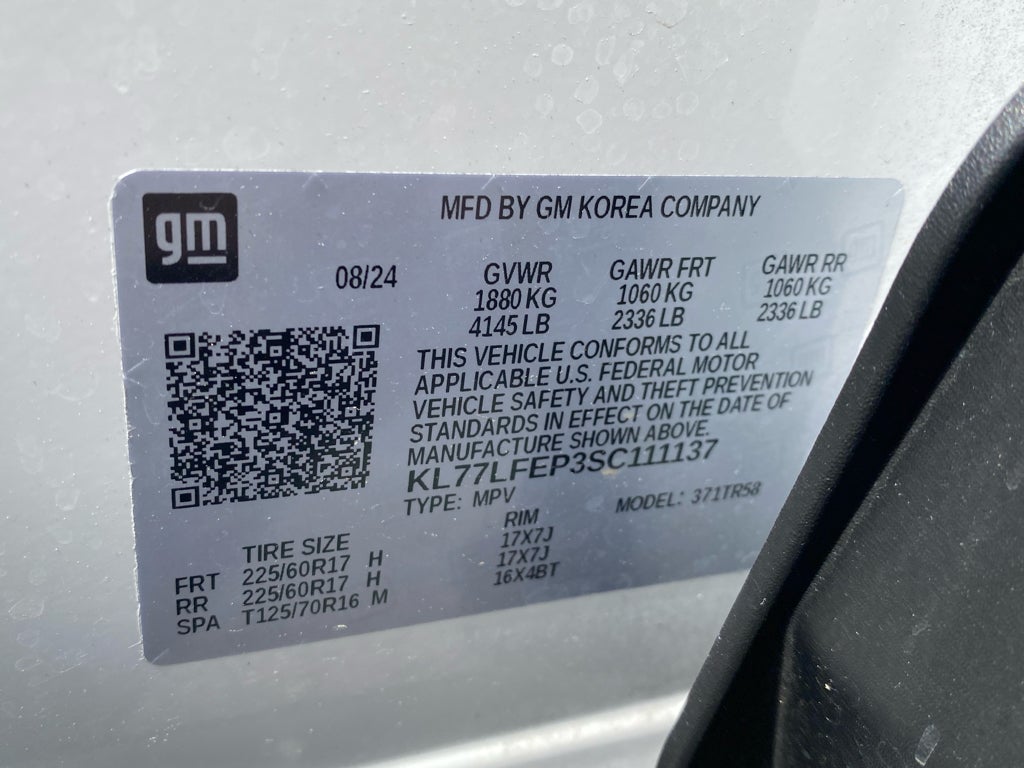 gm
MFD BY GM KOREA COMPANY
08/24 GVWR GAWR FRT GAWR RR
1880 KG 1060 KG 1060 KG
4145 LB 2336 LB 2336 LB
THIS VEHICLE CONFORMS TO ALL
APPLICABLE U.S. FEDERAL MOTOR
VEHICLE SAFETY AND THEFT PREVENTION
STANDARDS IN EFFECT ON THE DATE OF
MANUFACTURE SHOWN ABOVE.
KL77LFEP3SC111137
TYPE: MPV MODEL: 371TR58
TIRE SIZE RIM
FRT 225/60R17 H 17X7J
RR 225/60R17 H 17X7J
SPA T125/70R16 M 16X4BT